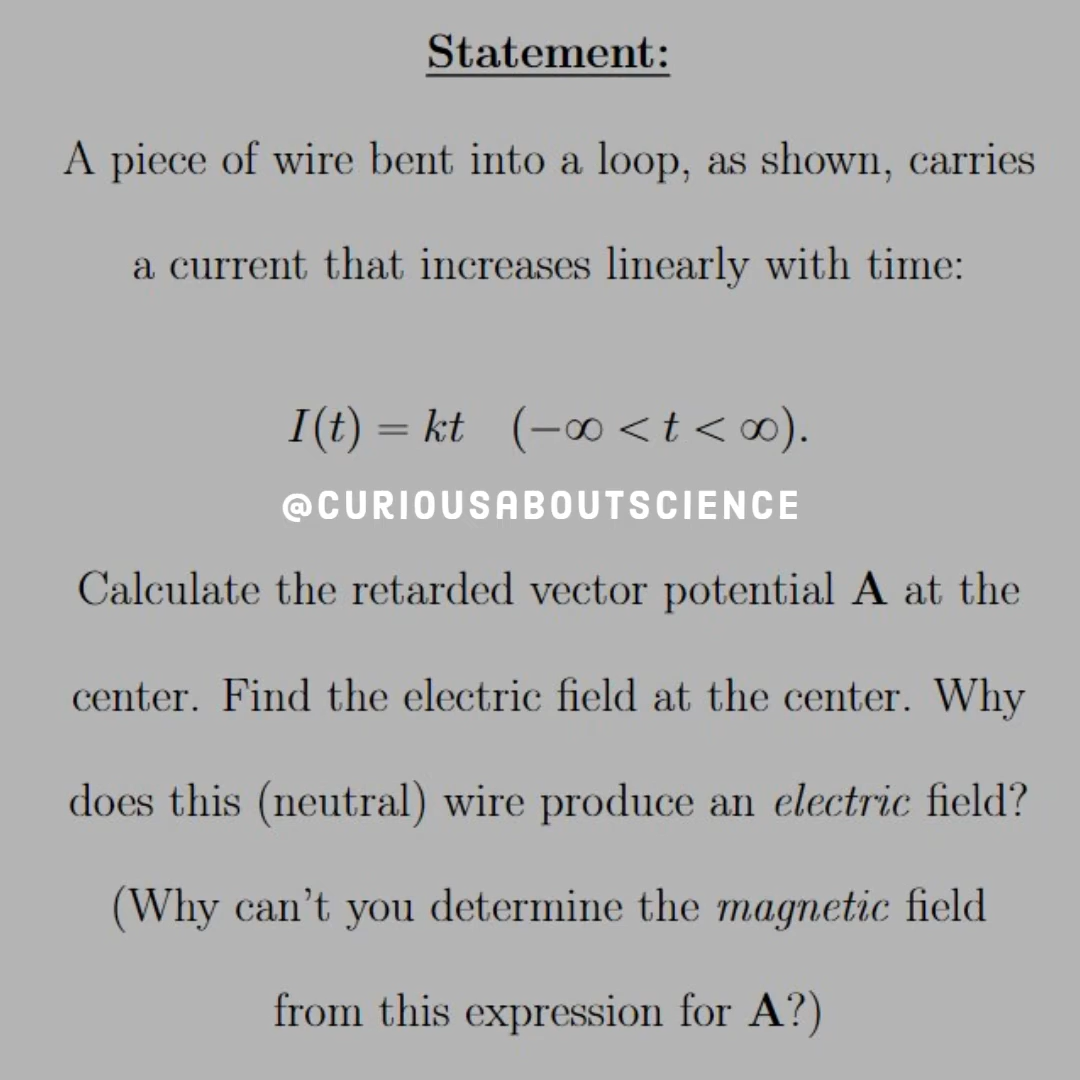 Statement:
A piece of wire bent into a loop, as shown, carries
a current that increases linearly with time:
I(t) = kt (−∞ < t < ∞).
@CURIOUSABOUTSCIENCE
Calculate the retarded vector potential A at the
center. Find the electric field at the center. Why
does this (neutral) wire produce an electric field?
(Why can't you determine the magnetic field
from this expression for A?)